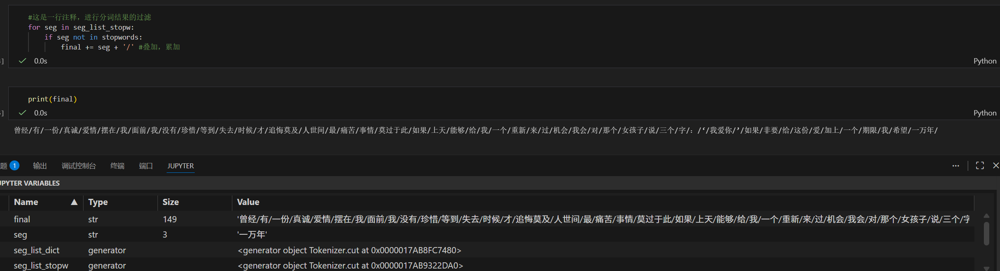 #这是一行注释，进行分词结果的过滤
for seg in seg_list_stopw:
if seg not in stopwords:
final += seg + '/' #叠加，累加
]
0.0s
Python
print(final)
]
0.0s
Python
曾经/有/一份/真诚/爱情/摆在/我/面前/我/没有/珍惜/等到/失去/时候/才/追悔莫及/人世间/最/痛苦/事情/莫过于此/如果/上天/能够/给/我/一个/重新/来/过/机会/我会/对/那个/女孩子/说/三个/字/：/‘/我爱你/’/如果/非要/给/这份/爱/加上/一个/期限/我/希望/一万年/
题 1 输出 调试控制台 终端 端口 JUPYTER
UPYTER VARIABLES
Name Type Size Value
final str 149 '曾经/有/一份/真诚/爱情/摆在/我/面前/我/没有/珍惜/等到/失去/时候/才/追悔莫及/人世间/最/痛苦/事情/莫过于此/如果/上天/能够/给/我/一个/重新/来/过/机会/我会/对/那个/女孩子/说/三个/字
seg str 3 '一万年'
seg_list_dict generator <generator object Tokenizer.cut at 0x0000017AB8FC7480>
seg_list_stopw generator <generator object Tokenizer.cut at 0x0000017AB9322DA0>